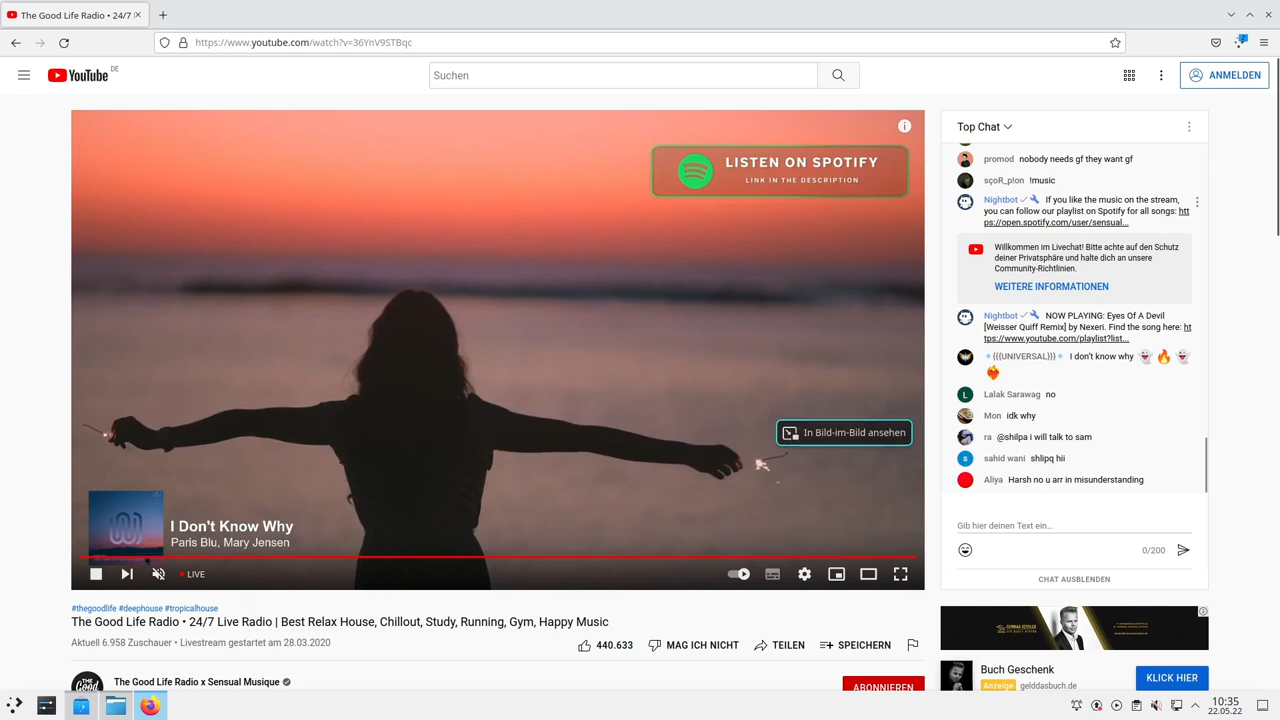 The Good Life Radio • 24/7
https://www.youtube.com/watch?v=36YnV9STBqc
YouTube DE
Suchen
ANMELDEN
LISTEN ON SPOTIFY
LINK IN THE DESCRIPTION
In Bild-im-Bild ansehen
I Don't Know Why
Paris Blu, Mary Jensen
LIVE
Top Chat
promod nobody needs gf they want gf
sçoR_p!on !music
Nightbot If you like the music on the stream,
you can follow our playlist on Spotify for all songs: htt
ps://open.spotify.com/user/sensual...
Willkommen im Livechat! Bitte achte auf den Schutz
deiner Privatsphäre und halte dich an unsere
Community-Richtlinien.
WEITERE INFORMATIONEN
Nightbot NOW PLAYING: Eyes Of A Devil
[Weisser Quiff Remix] by Nexeri. Find the song here: ht
tps://www.youtube.com/playlist?list...
{{{UNIVERSAL}}} I don't know why 👻 🔥 👻
❤️‍🔥
L Lalak Sarawag no
Mon idk why
ra @shilpa i will talk to sam
s sahid wani shlipq hii
Aliya Harsh no u arr in misunderstanding
Gib hier deinen Text ein…
0/200
CHAT AUSBLENDEN
#thegoodlife #deephouse #tropicalhouse
The Good Life Radio • 24/7 Live Radio | Best Relax House, Chillout, Study, Running, Gym, Happy Music
Aktuell 6.958 Zuschauer • Livestream gestartet am 28.03.2020
440.633 MAG ICH NICHT TEILEN SPEICHERN
THE Good
The Good Life Radio x Sensual Musique
ABONNIEREN
Buch Geschenk
Anzeige gelddasbuch.de
KLICK HIER
10:35
22.05.22